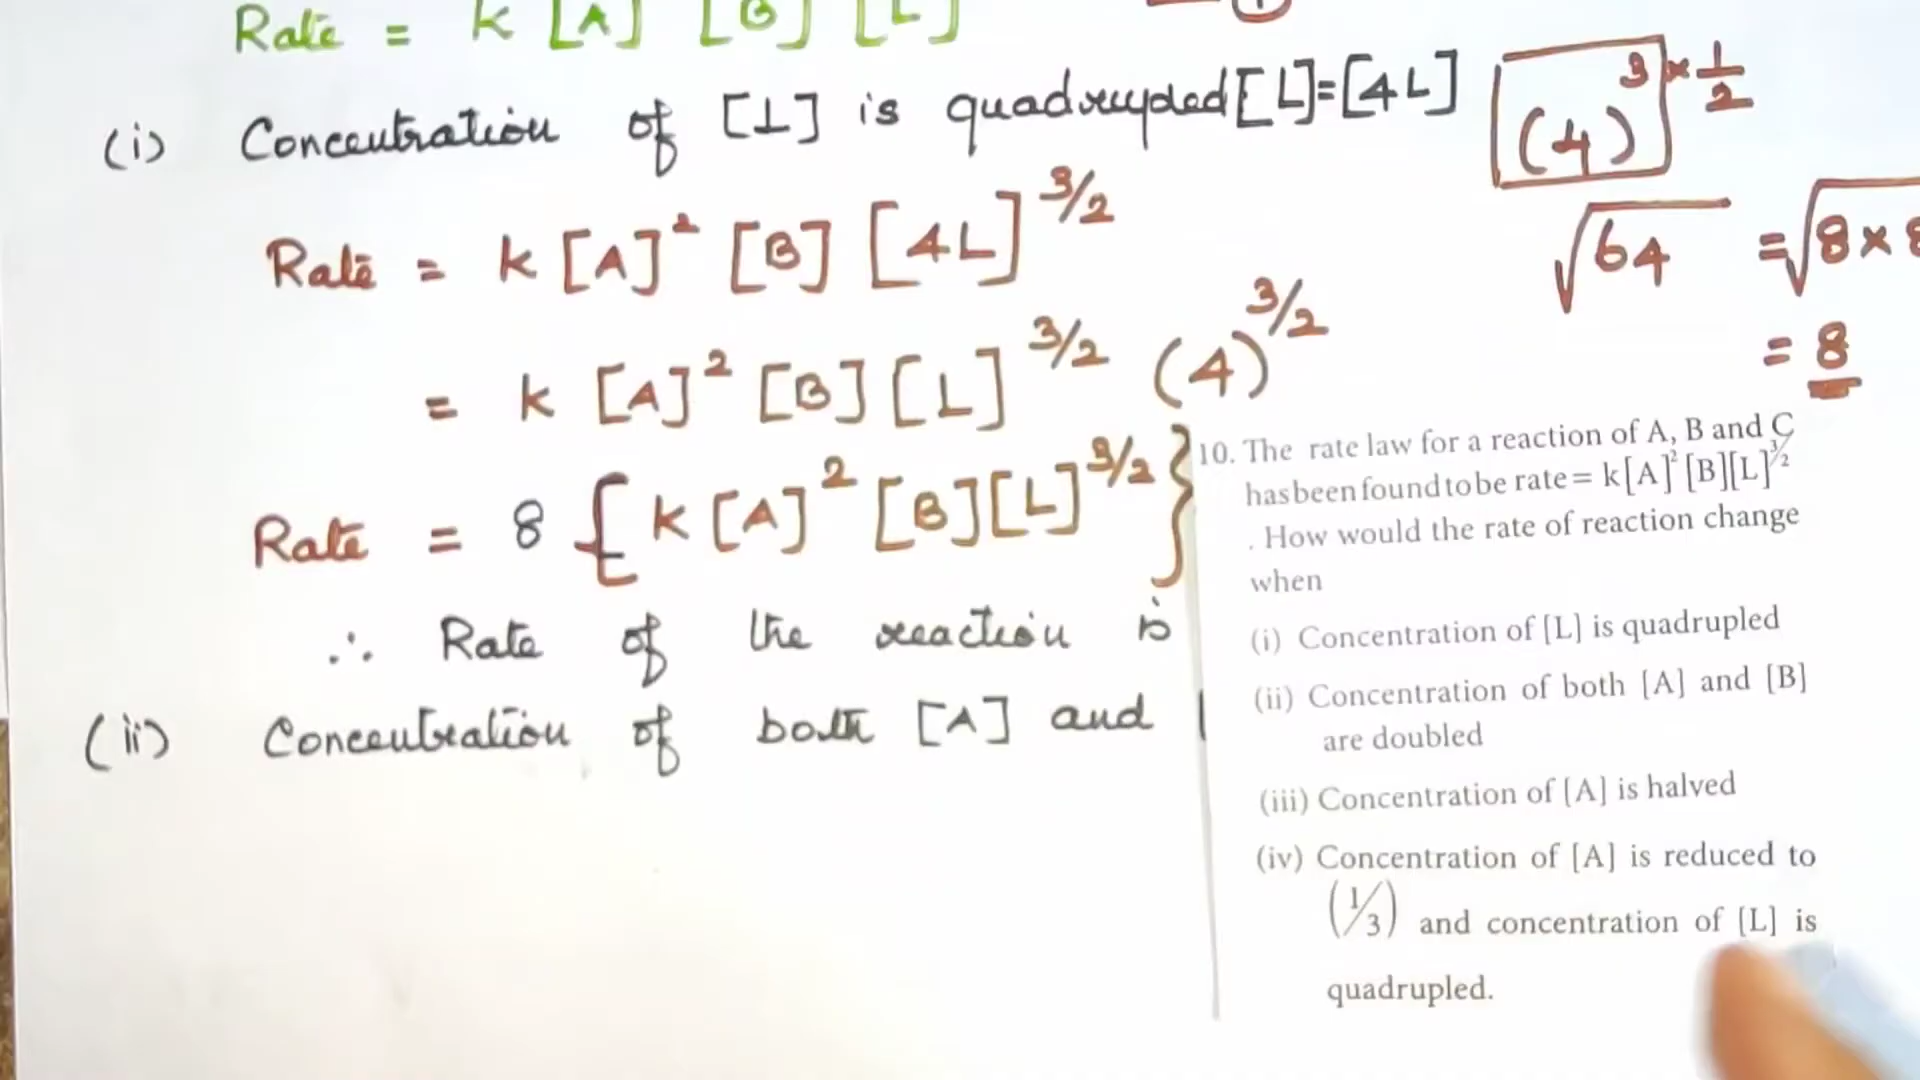 Rate = k [A] [B] [L]
(i) Concentration of [L] is quadrupled [L]=[4L]
(4)³ × 1/2
Rate = k [A]² [B] [4L]^3/2
√64 = √8×8
= k [A]² [B] [L]^3/2 (4)^3/2
= 8
Rate = 8 { k [A]² [B][L]^3/2 }
∴ Rate of the reaction is
(ii) Concentration of both [A] and
10. The rate law for a reaction of A, B and C
has been found to be rate = k[A]²[B][L]^3/2
. How would the rate of reaction change
when
(i) Concentration of [L] is quadrupled
(ii) Concentration of both [A] and [B]
are doubled
(iii) Concentration of [A] is halved
(iv) Concentration of [A] is reduced to
(1/3) and concentration of [L] is
quadrupled.